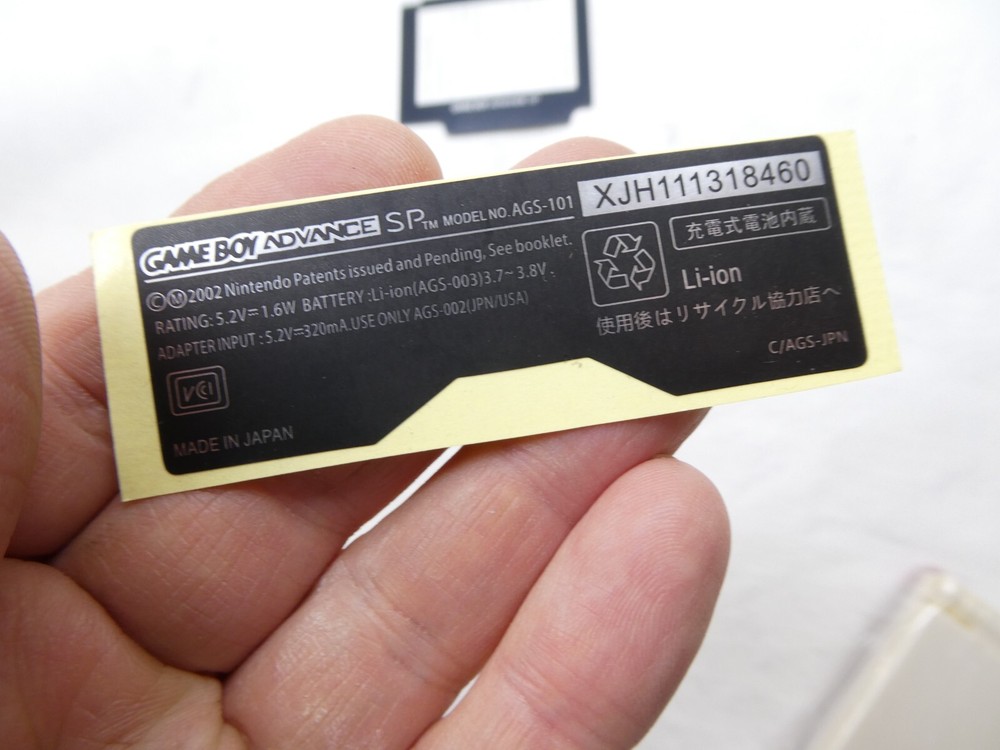 GAME BOY ADVANCE SP TM MODEL NO. AGS-101
XJH111318460
©Ⓜ2002 Nintendo Patents issued and Pending, See booklet.
RATING: 5.2V⎓1.6W BATTERY :Li-ion(AGS-003)3.7~3.8V
ADAPTER INPUT : 5.2V⎓320mA.USE ONLY AGS-002(JPN/USA)
VCCI
MADE IN JAPAN
充電式電池内蔵
Li-ion
使用後はリサイクル協力店へ
C/AGS-JPN